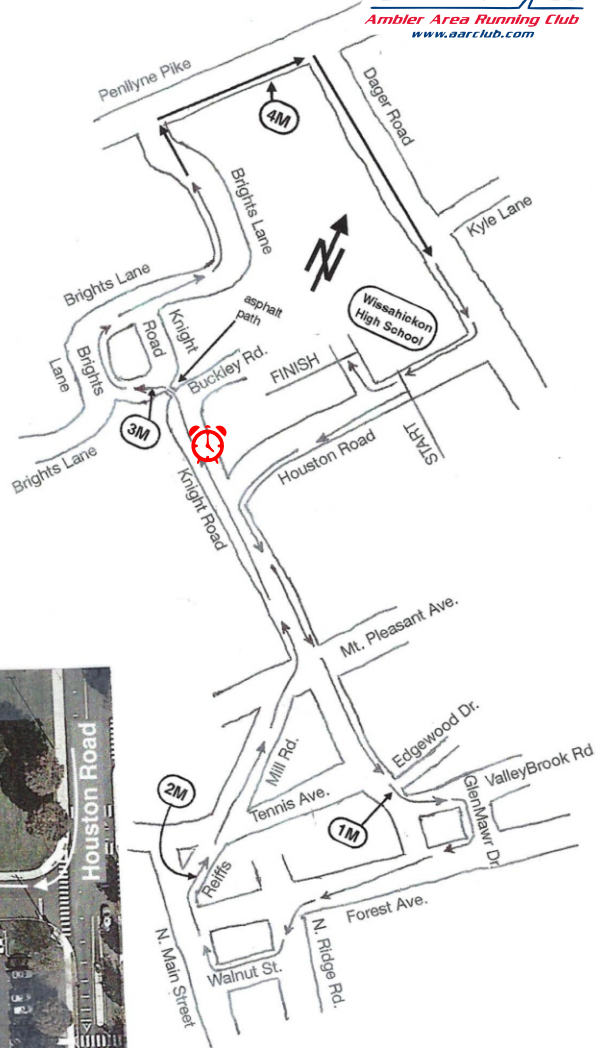 Ambler Area Running Club
www.aarclub.com
Penllyne Pike
4M
Dager Road
Brights Lane
Kyle Lane
N
Brights Lane
asphalt
path
Wissahickon
High School
Knight
Road
Brights
Lane
Buckley Rd.
FINISH
START
3M
Houston Road
Brights Lane
Knight Road
Mt. Pleasant Ave.
Edgewood Dr.
Mill Rd.
ValleyBrook Rd
2M
GlenMawr Dr.
Tennis Ave.
1M
Houston Road
Reiffs
Forest Ave.
N. Main Street
N. Ridge Rd.
Walnut St.